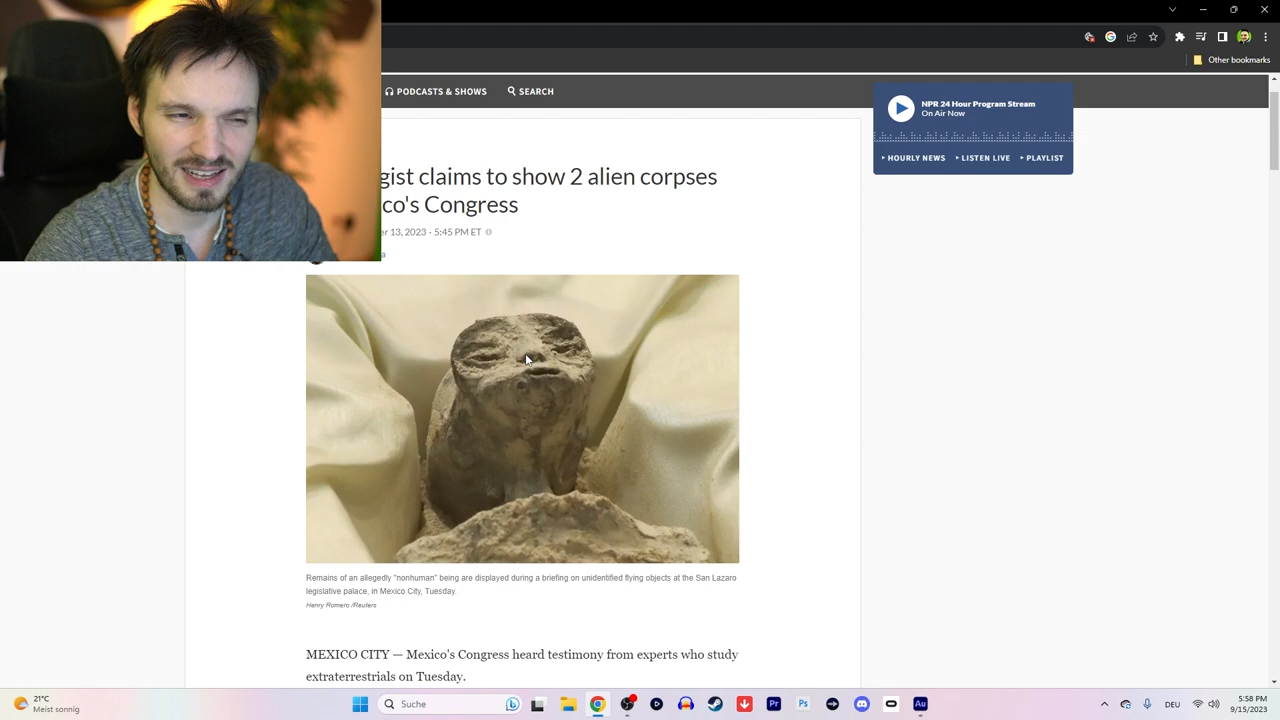 Other bookmarks
PODCASTS & SHOWS
SEARCH
NPR 24 Hour Program Stream
On Air Now
HOURLY NEWS
LISTEN LIVE
PLAYLIST
gist claims to show 2 alien corpses
co's Congress
er 13, 2023 · 5:45 PM ET
a
Remains of an allegedly "nonhuman" being are displayed during a briefing on unidentified flying objects at the San Lazaro
legislative palace, in Mexico City, Tuesday.
Henry Romero /Reuters
MEXICO CITY — Mexico's Congress heard testimony from experts who study
extraterrestrials on Tuesday.
21°C
Meist sonnig
Suche
Pr
Ps
Au
DEU
5:58 PM
9/15/2023